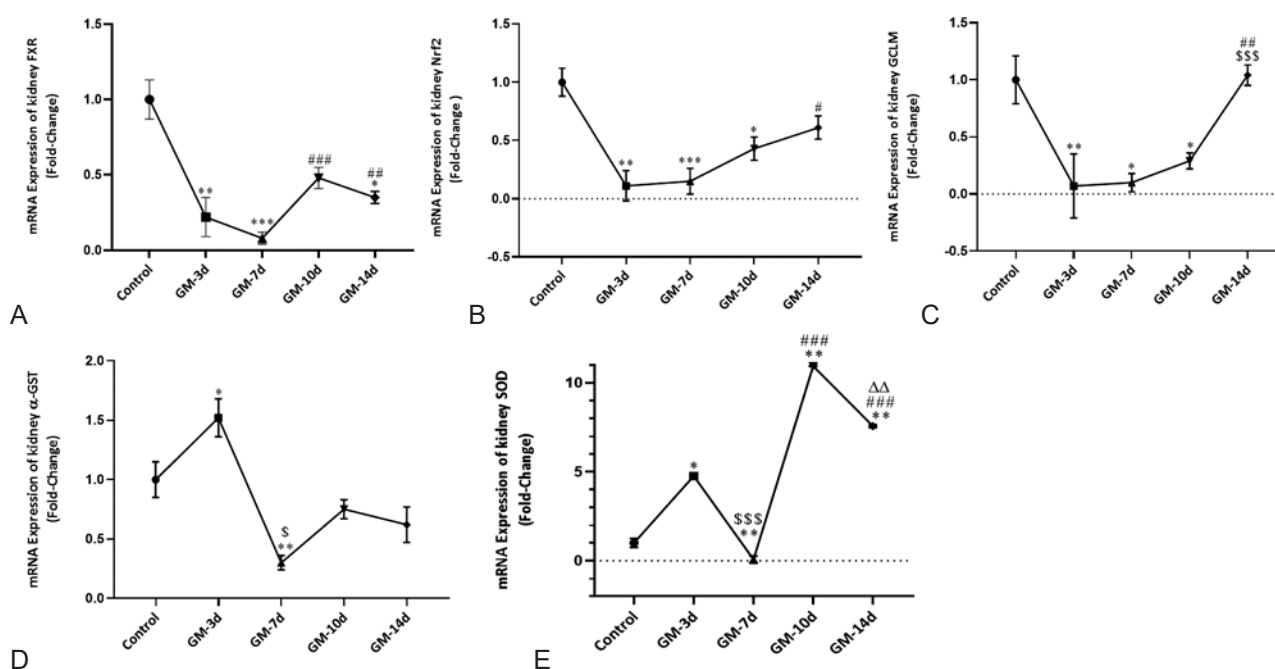 mRNA Expression of kidney FXR
(Fold-Change)
1.5
1.0
0.5
0.0
**
***
###
##
*
Control
GM-3d
GM-7d
GM-10d
GM-14d
A
mRNA Expression of kidney Nrf2
(Fold-Change )
1.5
1.0
0.5
0.0
-0.5
**
***
*
#
Control
GM-3d
GM-7d
GM-10d
GM-14d
B
mRNA Expression of kidney GCLM
(Fold-Change)
1.5
1.0
0.5
0.0
-0.5
**
*
*
##
$$$
Control
GM-3d
GM-7d
GM-10d
GM-14d
C
mRNA Expression of kidney α-GST
(Fold-Change)
2.0
1.5
1.0
0.5
0.0
*
$
**
Control
GM-3d
GM-7d
GM-10d
GM-14d
D
mRNA Expression of kidney SOD
(Fold-Change)
10
5
0
*
$$$
**
###
**
ΔΔ
###
**
Control
GM-3d
GM-7d
GM-10d
GM-14d
E